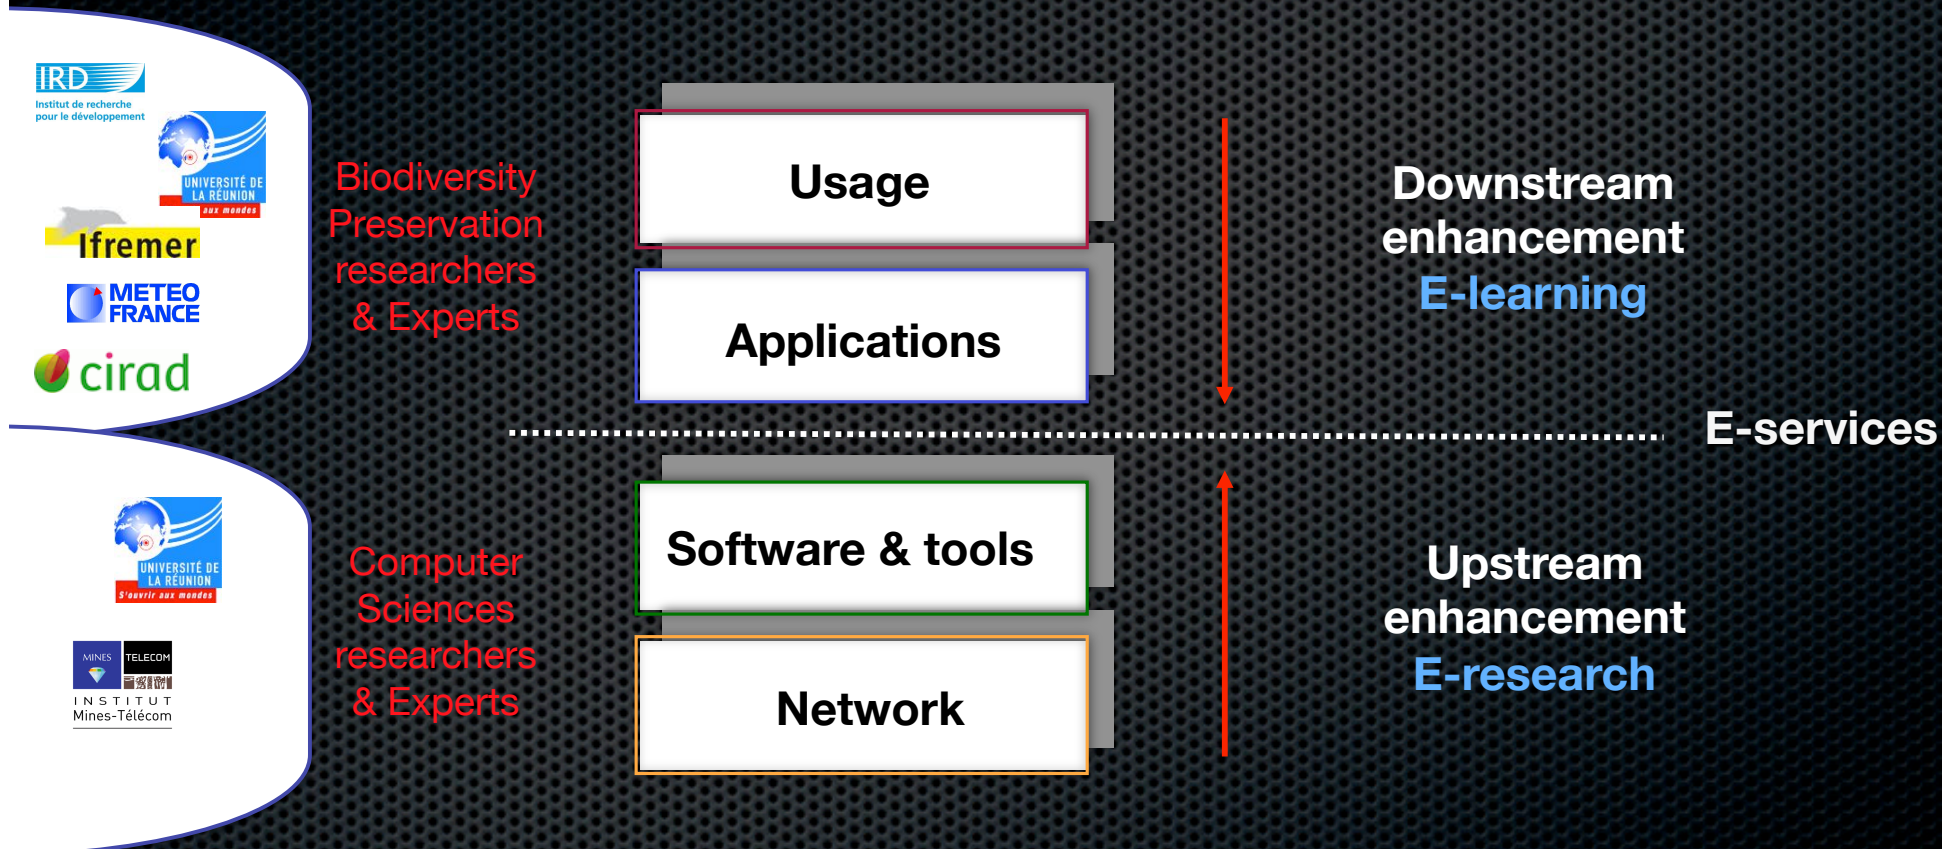 IRD
Institut de recherche
pour le développement
UNIVERSITÉ DE
LA RÉUNION
aux mondes
Ifremer
METEO
FRANCE
cirad
Biodiversity
Preservation
researchers
& Experts
Usage
Applications
Downstream
enhancement
E-learning
E-services
UNIVERSITÉ DE
LA RÉUNION
S'ouvrir aux mondes
MINES
TELECOM
INSTITUT
Mines-Télécom
Computer
Sciences
researchers
& Experts
Software & tools
Network
Upstream
enhancement
E-research